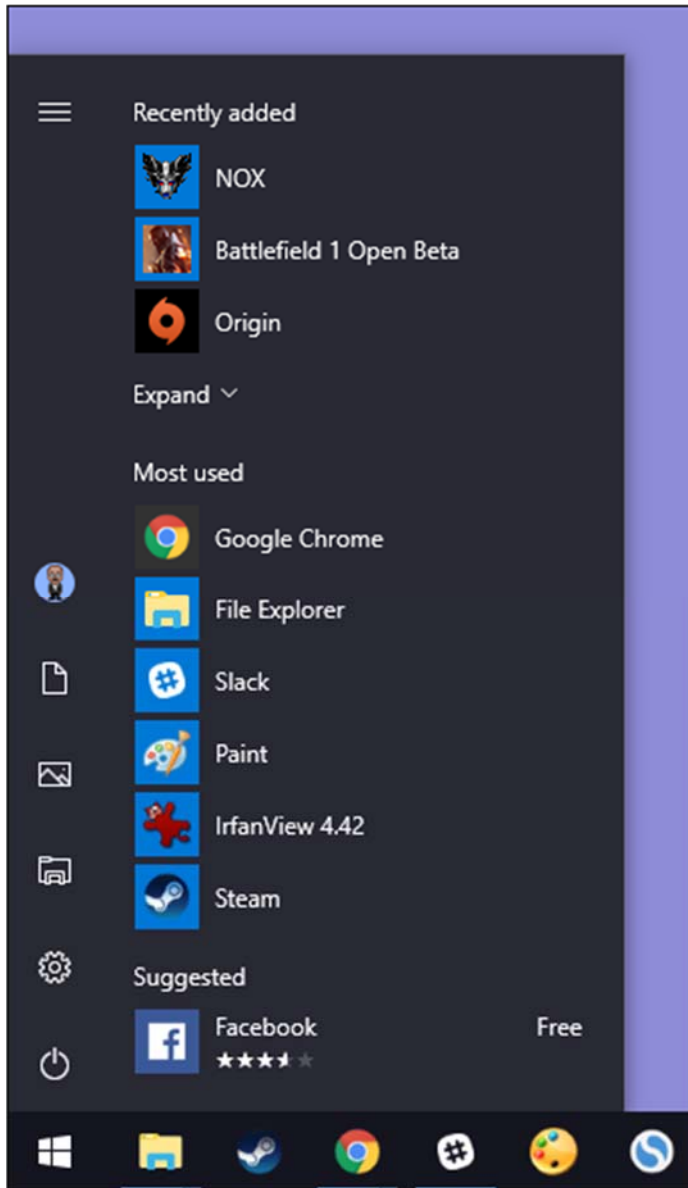 Recently added
NOX
Battlefield 1 Open Beta
Origin
Expand
Most used
Google Chrome
File Explorer
Slack
Paint
IrfanView 4.42
Steam
Suggested
Facebook Free